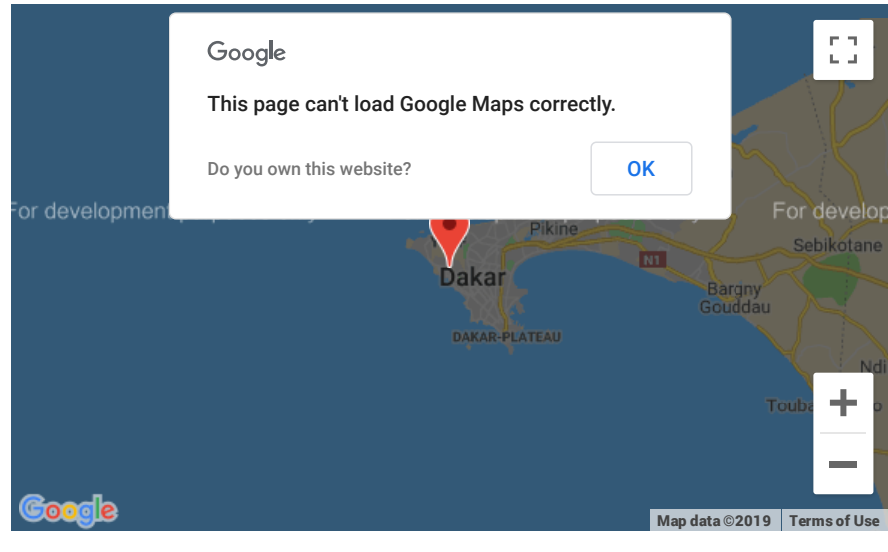 Google
This page can't load Google Maps correctly.
Do you own this website?
OK
For development
For develop
Pikine
Sebikotane
N1
Dakar
Bargny
Gouddau
DAKAR-PLATEAU
Ndi
Touba
Google
Map data ©2019
Terms of Use